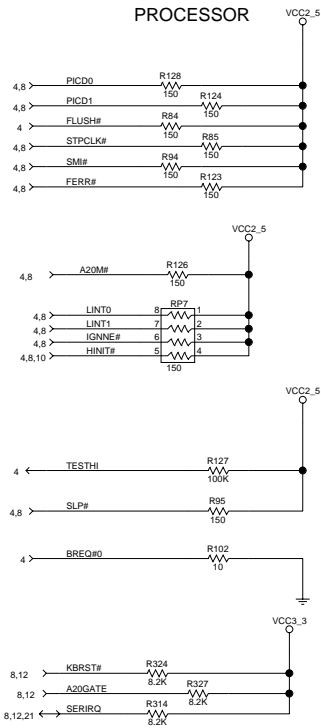 PROCESSOR
VCC2_5
4,8 PICD0 R128 150
4,8 PICD1 R124 150
4 FLUSH# R84 150
4,8 STPCLK# R85 150
4,8 SMI# R94 150
4,8 FERR# R123 150
VCC2_5
4,8 A20M# R126 150
RP7
4,8 LINT0 8 1
4,8 LINT1 7 2
4,8 IGNNE# 6 3
4,8,10 HINIT# 5 4
150
VCC2_5
4 TESTHI R127 100K
4,8 SLP# R95 150
4 BREQ#0 R102 10
VCC3_3
8,12 KBRST# R324 8.2K
8,12 A20GATE R327 8.2K
8,12,21 SERIRQ R314 8.2K